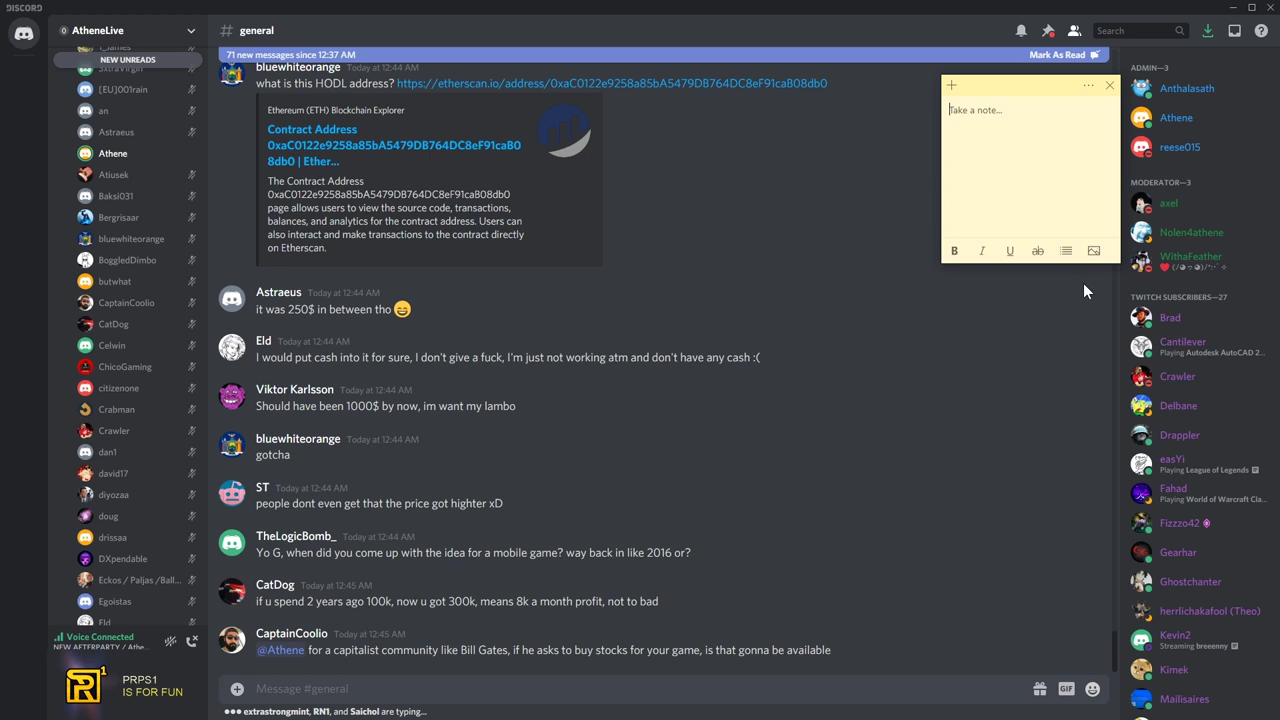 DISCORD
AtheneLive
# general
Search
NEW UNREADS
[EU]001rain
an
Astraeus
Athene
Atiusek
Baksi031
Bergrisaar
bluewhiteorange
BoggledDimbo
butwhat
CaptainCoolio
CatDog
Celwin
ChicoGaming
citizenone
Crabman
Crawler
dan1
david17
diyozaa
doug
drissaa
DXpendable
Eckos / Paljas /Ball...
Egoistas
Eld
Voice Connected
NEW AFTERPARTY / Athe...
PRPS1
IS FOR FUN
71 new messages since 12:37 AM
Mark As Read
bluewhiteorange Today at 12:44 AM
what is this HODL address? https://etherscan.io/address/0xaC0122e9258a85bA5479DB764DC8eF91caB08db0
Ethereum (ETH) Blockchain Explorer
Contract Address
0xaC0122e9258a85bA5479DB764DC8eF91caB0
8db0 | Ether...
The Contract Address
0xaC0122e9258a85bA5479DB764DC8eF91caB08db0
page allows users to view the source code, transactions,
balances, and analytics for the contract address. Users can
also interact and make transactions to the contract directly
on Etherscan.
Astraeus Today at 12:44 AM
it was 250$ in between tho 😄
Eld Today at 12:44 AM
I would put cash into it for sure, I don't give a fuck, I'm just not working atm and don't have any cash :(
Viktor Karlsson Today at 12:44 AM
Should have been 1000$ by now, im want my lambo
bluewhiteorange Today at 12:44 AM
gotcha
ST Today at 12:44 AM
people dont even get that the price got highter xD
TheLogicBomb_ Today at 12:44 AM
Yo G, when did you come up with the idea for a mobile game? way back in like 2016 or?
CatDog Today at 12:45 AM
if u spend 2 years ago 100k, now u got 300k, means 8k a month profit, not to bad
CaptainCoolio Today at 12:45 AM
@Athene for a capitalist community like Bill Gates, if he asks to buy stocks for your game, is that gonna be available
Message #general
GIF
extrastrongmint, RN1, and Saichol are typing...
Take a note...
B I U ab
ADMIN—3
Anthalasath
Athene
reese015
MODERATOR—3
axel
Nolen4athene
WithaFeather
TWITCH SUBSCRIBERS—27
Brad
Cantilever
Playing Autodesk AutoCAD 2...
Crawler
Delbane
Drappler
easYi
Playing League of Legends
Fahad
Playing World of Warcraft Cla...
Fizzzo42
Gearhar
Ghostchanter
herrlichakafool (Theo)
Kevin2
Streaming breeenny
Kimek
Mailisaires